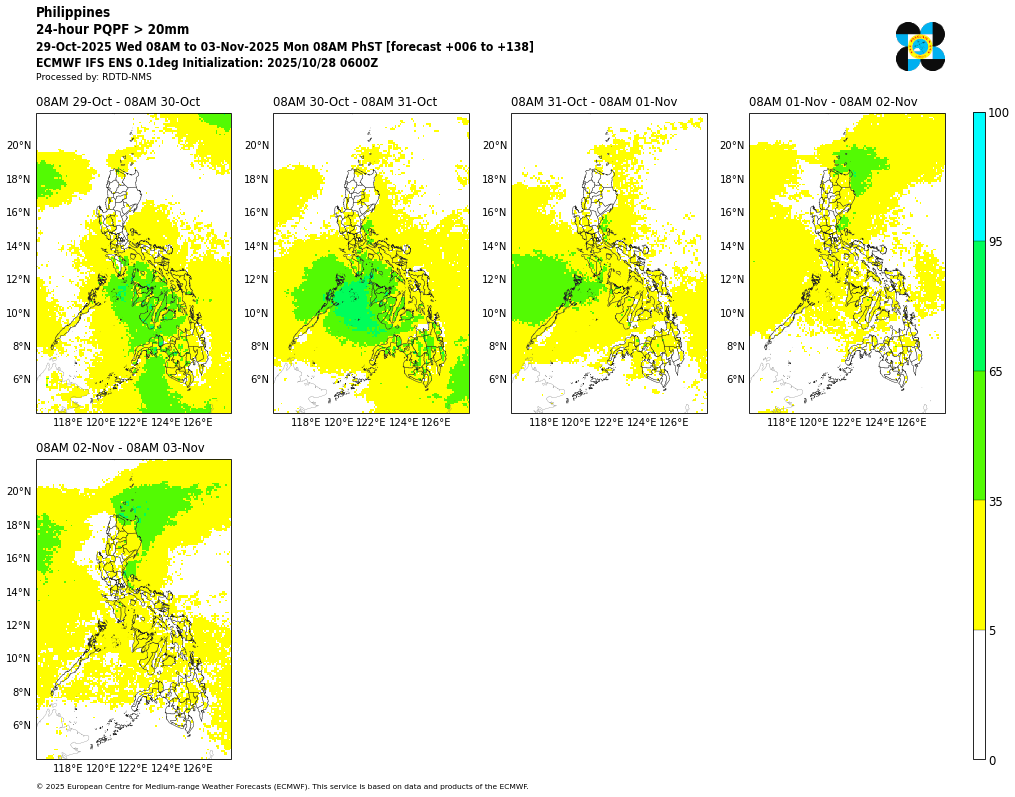 Philippines
24-hour PQPF > 20mm
29-Oct-2025 Wed 08AM to 03-Nov-2025 Mon 08AM PhST [forecast +006 to +138]
ECMWF IFS ENS 0.1deg Initialization: 2025/10/28 0600Z
Processed by: RDTD-NMS
08AM 29-Oct - 08AM 30-Oct
20°N
18°N
16°N
14°N
12°N
10°N
8°N
6°N
118°E 120°E 122°E 124°E 126°E
08AM 30-Oct - 08AM 31-Oct
20°N
18°N
16°N
14°N
12°N
10°N
8°N
6°N
118°E 120°E 122°E 124°E 126°E
08AM 31-Oct - 08AM 01-Nov
20°N
18°N
16°N
14°N
12°N
10°N
8°N
6°N
118°E 120°E 122°E 124°E 126°E
08AM 01-Nov - 08AM 02-Nov
20°N
18°N
16°N
14°N
12°N
10°N
8°N
6°N
118°E 120°E 122°E 124°E 126°E
100
95
65
35
5
0
08AM 02-Nov - 08AM 03-Nov
20°N
18°N
16°N
14°N
12°N
10°N
8°N
6°N
118°E 120°E 122°E 124°E 126°E
© 2025 European Centre for Medium-range Weather Forecasts (ECMWF). This service is based on data and products of the ECMWF.